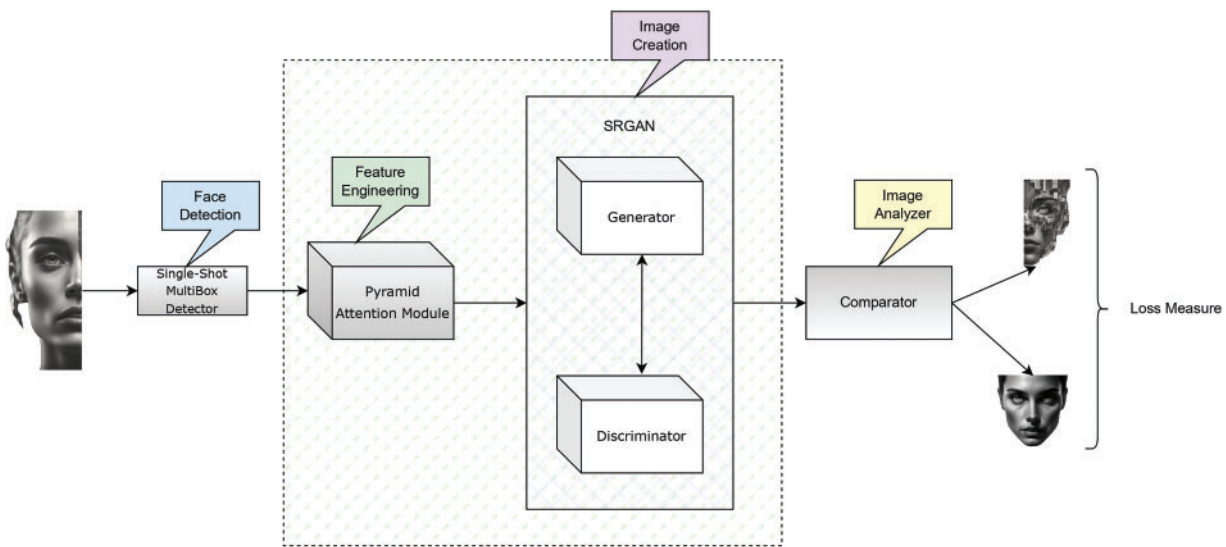 Image
Creation
SRGAN
Face
Detection
Feature
Engineering
Generator
Image
Analyzer
Single-Shot
MultiBox
Detector
Pyramid
Attention Module
Comparator
Loss Measure
Discriminator